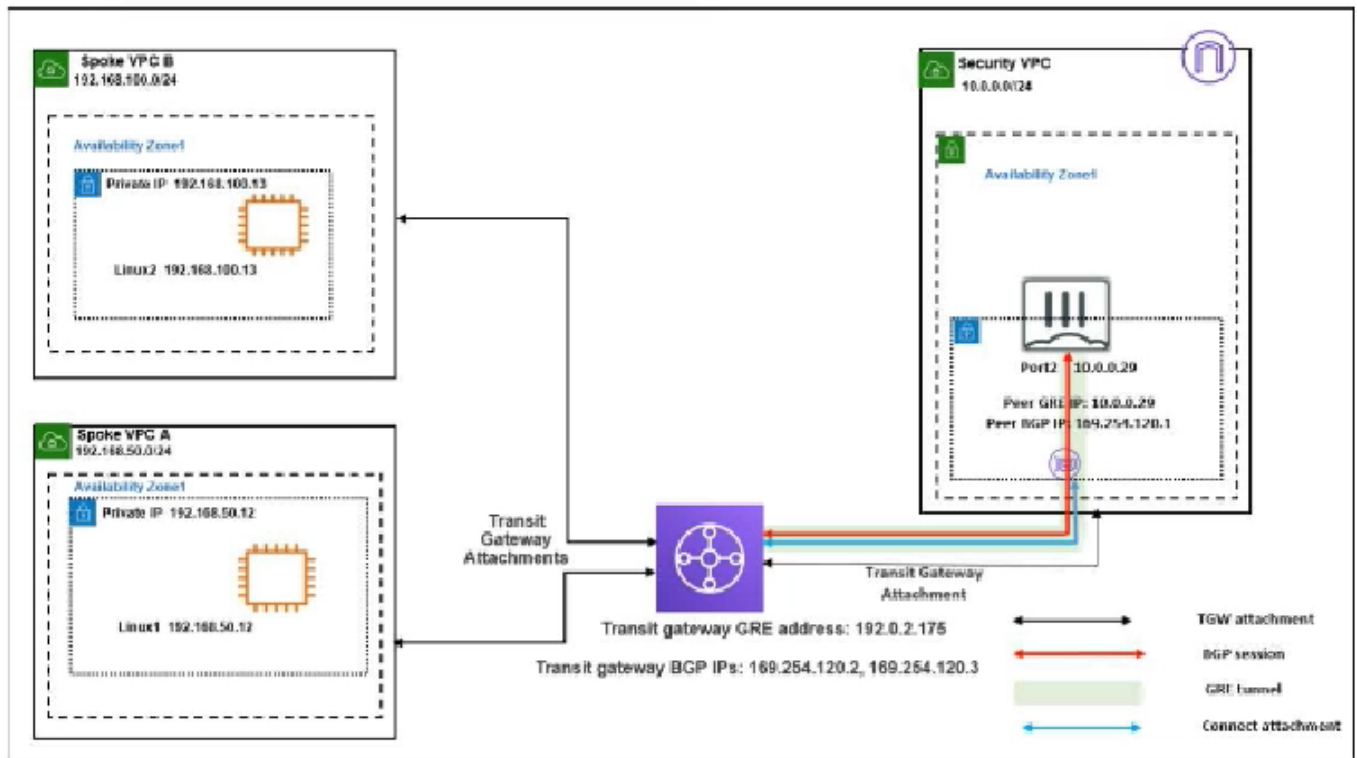 Spoke VPC B
192.168.100.0/24
Availability Zone1
Private IP 192.168.100.13
Linux2 192.168.100.13
Spoke VPC A
192.168.50.0/24
Availability Zone1
Private IP 192.168.50.12
Linux1 192.168.50.12
Transit
Gateway
Attachments
Transit gateway GRE address: 192.0.2.175
Transit gateway BGP IPs: 169.254.120.2, 169.254.120.3
Security VPC
10.0.0.0/24
Availability Zone1
Port2 10.0.0.29
Peer GRE IP: 10.0.0.29
Peer BGP IP: 169.254.120.1
Transit Gateway
Attachment
TGW attachment
BGP session
GRE tunnel
Connect attachment